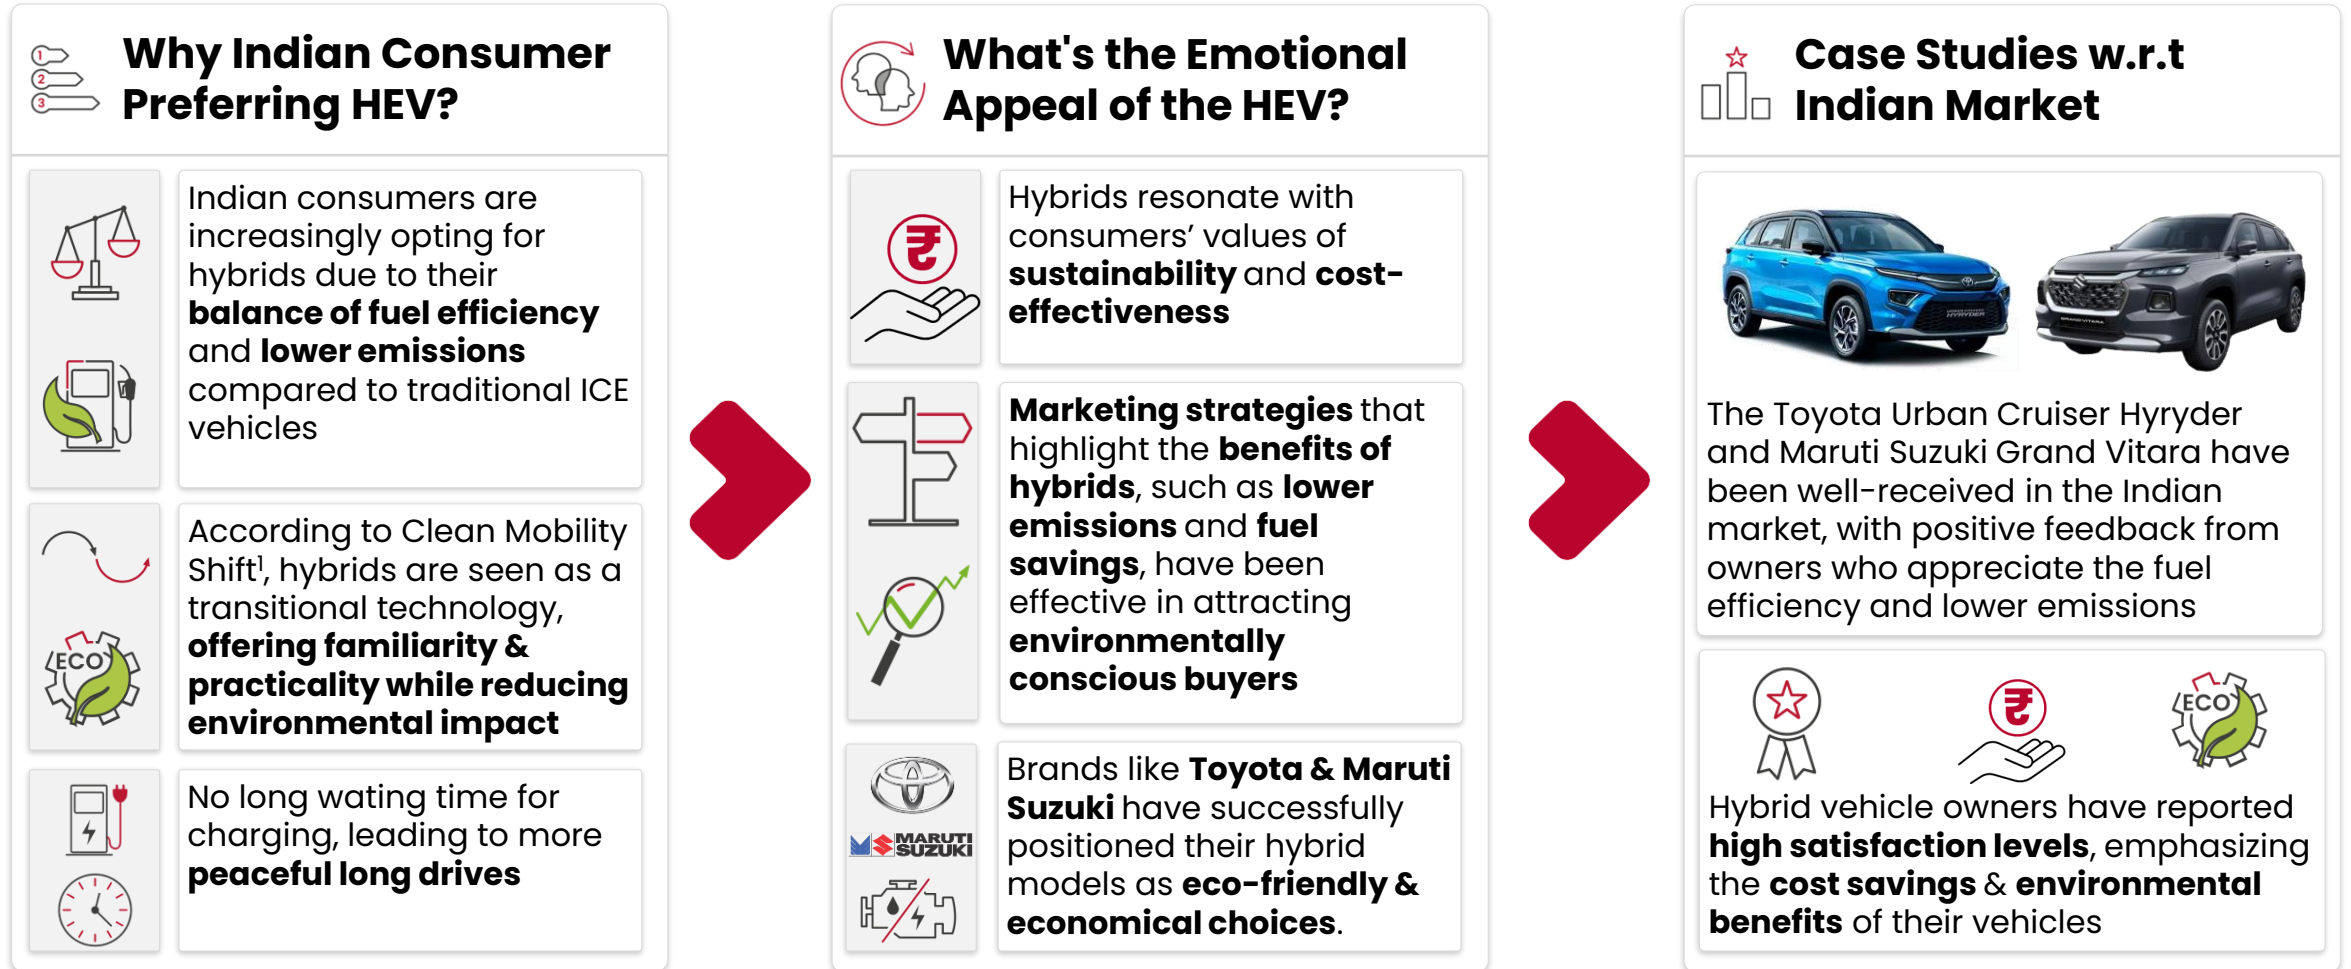 1
2
3
Why Indian Consumer
Preferring HEV?
Indian consumers are
increasingly opting for
hybrids due to their
balance of fuel efficiency
and lower emissions
compared to traditional ICE
vehicles
According to Clean Mobility
Shift¹, hybrids are seen as a
transitional technology,
offering familiarity &
practicality while reducing
environmental impact
ECO
No long wating time for
charging, leading to more
peaceful long drives
What's the Emotional
Appeal of the HEV?
₹
Hybrids resonate with
consumers’ values of
sustainability and cost-
effectiveness
Marketing strategies that
highlight the benefits of
hybrids, such as lower
emissions and fuel
savings, have been
effective in attracting
environmentally
conscious buyers
MARUTI
SUZUKI
Brands like Toyota & Maruti
Suzuki have successfully
positioned their hybrid
models as eco-friendly &
economical choices.
Case Studies w.r.t
Indian Market
HYRYDER
GRAND VITARA
The Toyota Urban Cruiser Hyryder
and Maruti Suzuki Grand Vitara have
been well-received in the Indian
market, with positive feedback from
owners who appreciate the fuel
efficiency and lower emissions
₹
ECO
Hybrid vehicle owners have reported
high satisfaction levels, emphasizing
the cost savings & environmental
benefits of their vehicles